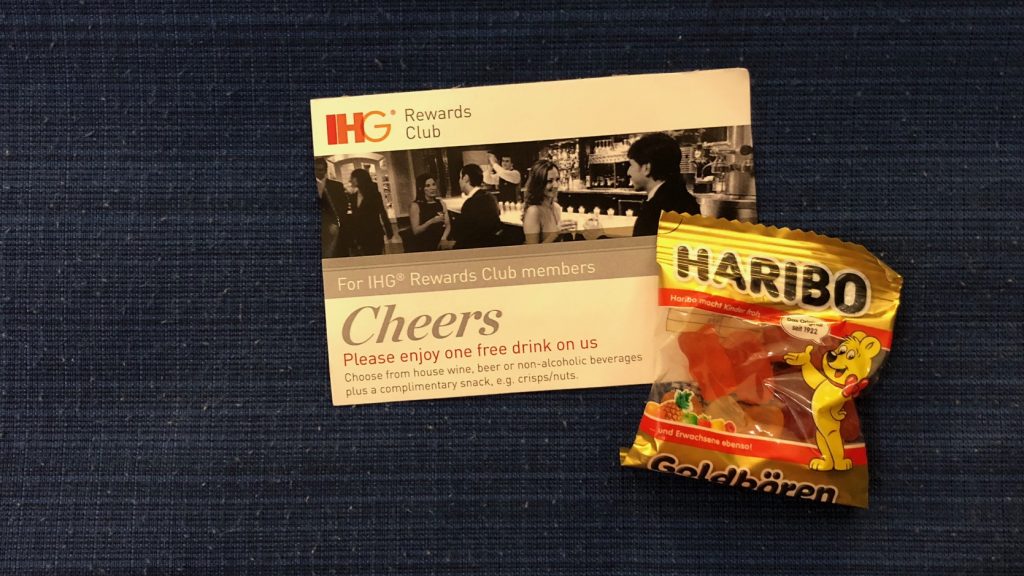 IHG® Rewards
Club
For IHG® Rewards Club members
Cheers
Please enjoy one free drink on us
Choose from house wine, beer or non-alcoholic beverages
plus a complimentary snack, e.g. crisps/nuts.
HARIBO
Haribo macht Kinder froh...
Das Original
seit 1922
...und Erwachsene ebenso!
Goldbären